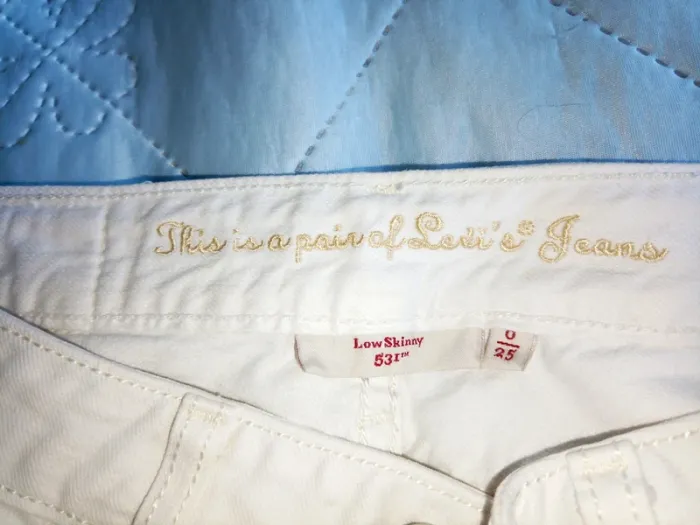 This is a pair of Levi's® Jeans
Low Skinny
531™
0
25